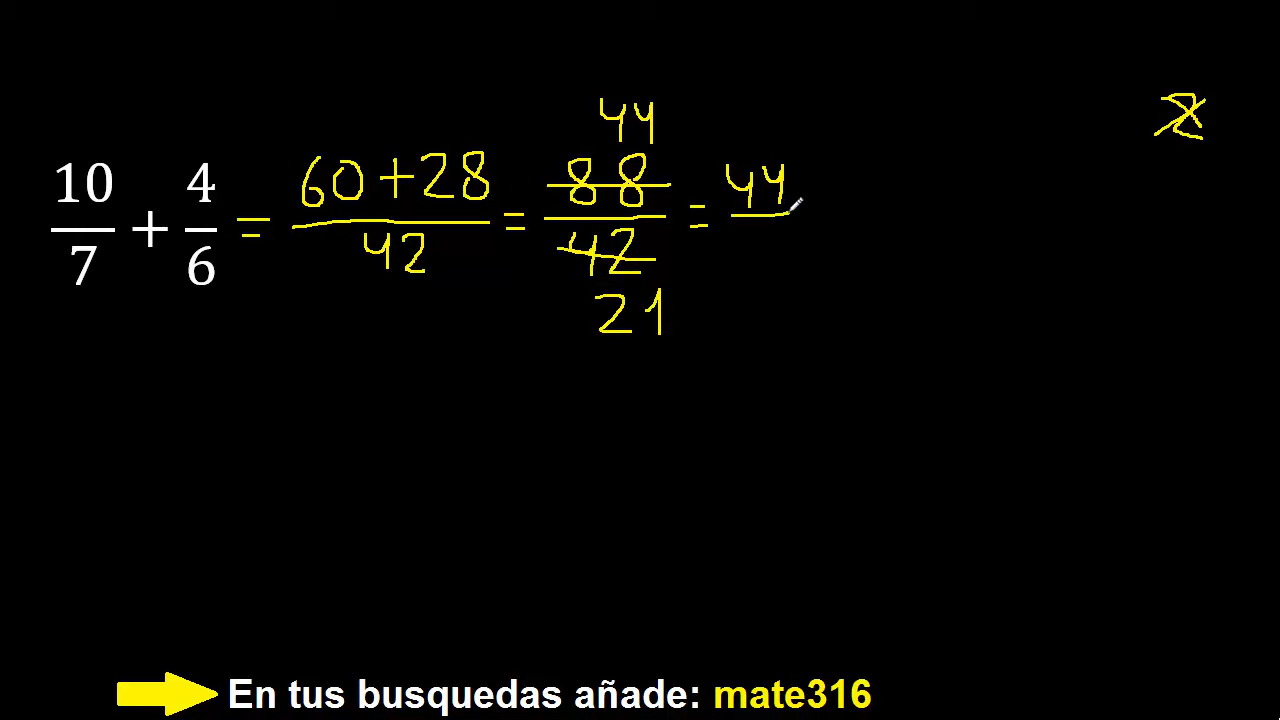 10/7 + 4/6 = 60+28/42 = 88/42 = 44/
44
21
2
En tus busquedas añade: mate316